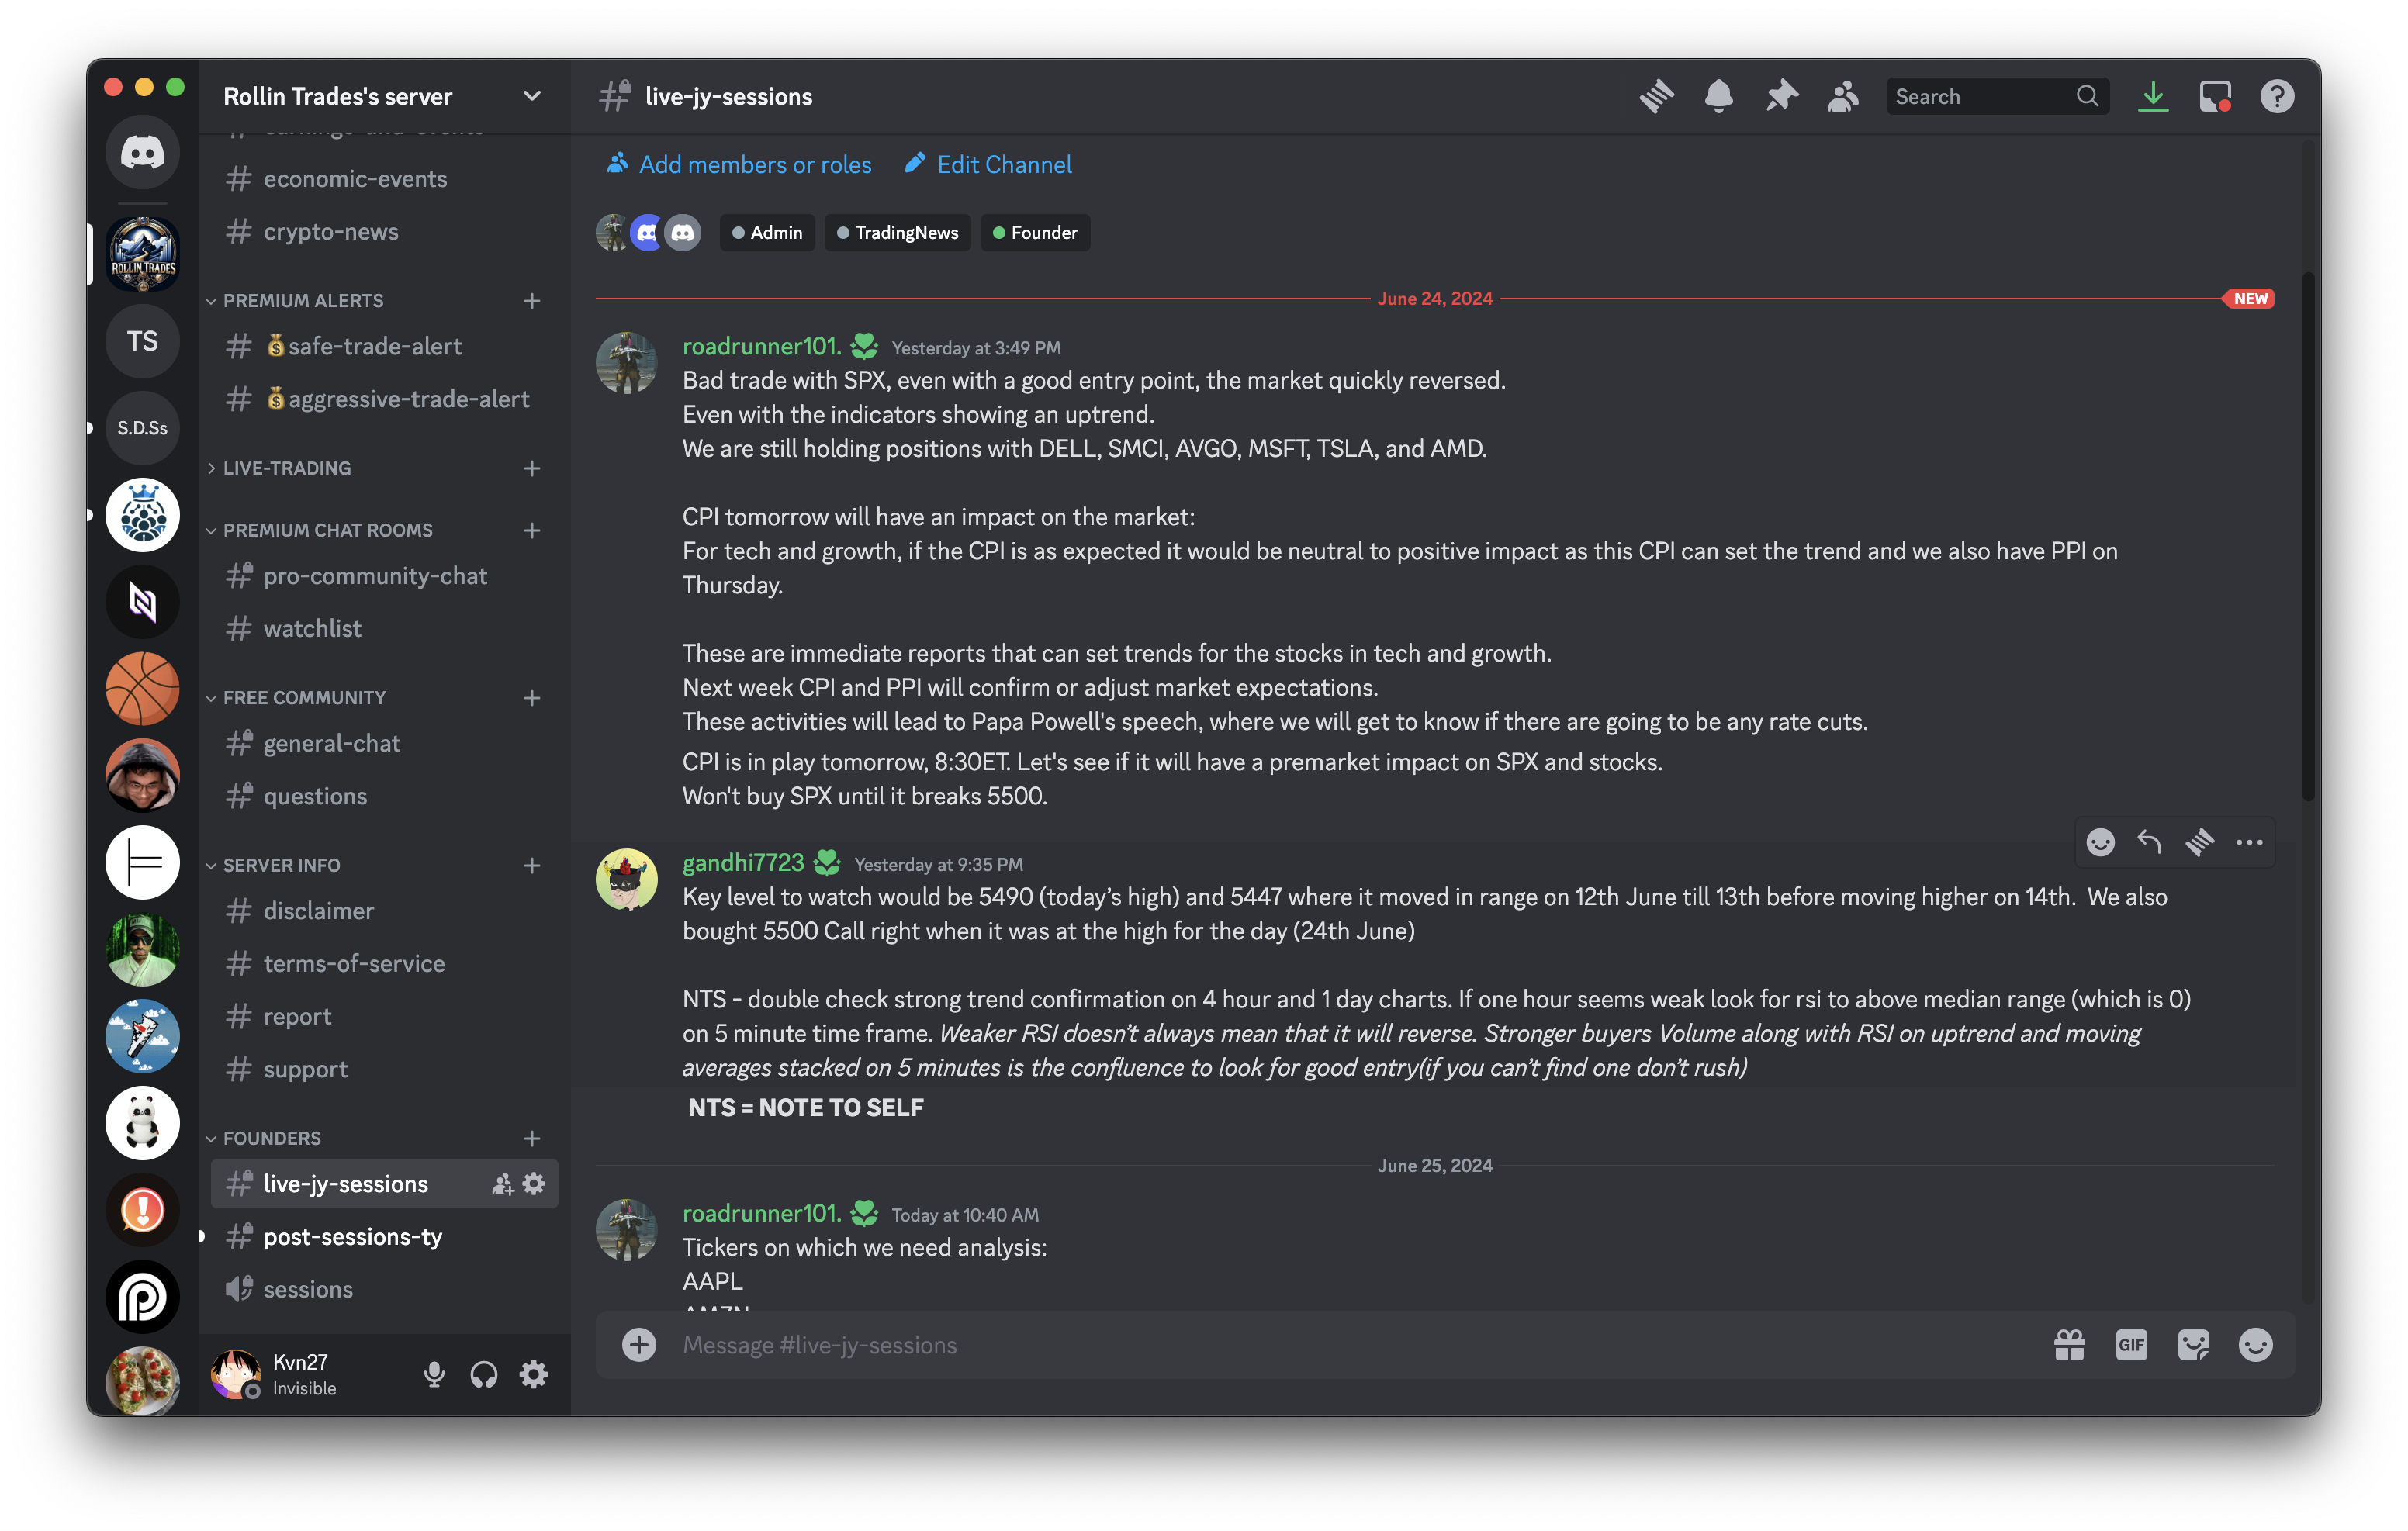 Rollin Trades's server
economic-events
crypto-news
PREMIUM ALERTS
safe-trade-alert
aggressive-trade-alert
LIVE-TRADING
PREMIUM CHAT ROOMS
pro-community-chat
watchlist
FREE COMMUNITY
general-chat
questions
SERVER INFO
disclaimer
terms-of-service
report
support
FOUNDERS
live-jy-sessions
post-sessions-ty
sessions
Kvn27
Invisible
ROLLIN TRADES
TS
S.D.Ss
live-jy-sessions
Search
Add members or roles
Edit Channel
Admin
TradingNews
Founder
June 24, 2024
NEW
roadrunner101. Yesterday at 3:49 PM
Bad trade with SPX, even with a good entry point, the market quickly reversed.
Even with the indicators showing an uptrend.
We are still holding positions with DELL, SMCI, AVGO, MSFT, TSLA, and AMD.
CPI tomorrow will have an impact on the market:
For tech and growth, if the CPI is as expected it would be neutral to positive impact as this CPI can set the trend and we also have PPI on
Thursday.
These are immediate reports that can set trends for the stocks in tech and growth.
Next week CPI and PPI will confirm or adjust market expectations.
These activities will lead to Papa Powell's speech, where we will get to know if there are going to be any rate cuts.
CPI is in play tomorrow, 8:30ET. Let's see if it will have a premarket impact on SPX and stocks.
Won't buy SPX until it breaks 5500.
gandhi7723 Yesterday at 9:35 PM
Key level to watch would be 5490 (today’s high) and 5447 where it moved in range on 12th June till 13th before moving higher on 14th. We also
bought 5500 Call right when it was at the high for the day (24th June)
NTS - double check strong trend confirmation on 4 hour and 1 day charts. If one hour seems weak look for rsi to above median range (which is 0)
on 5 minute time frame. Weaker RSI doesn’t always mean that it will reverse. Stronger buyers Volume along with RSI on uptrend and moving
averages stacked on 5 minutes is the confluence to look for good entry(if you can’t find one don’t rush)
NTS = NOTE TO SELF
June 25, 2024
roadrunner101. Today at 10:40 AM
Tickers on which we need analysis:
AAPL
Message #live-jy-sessions
GIF